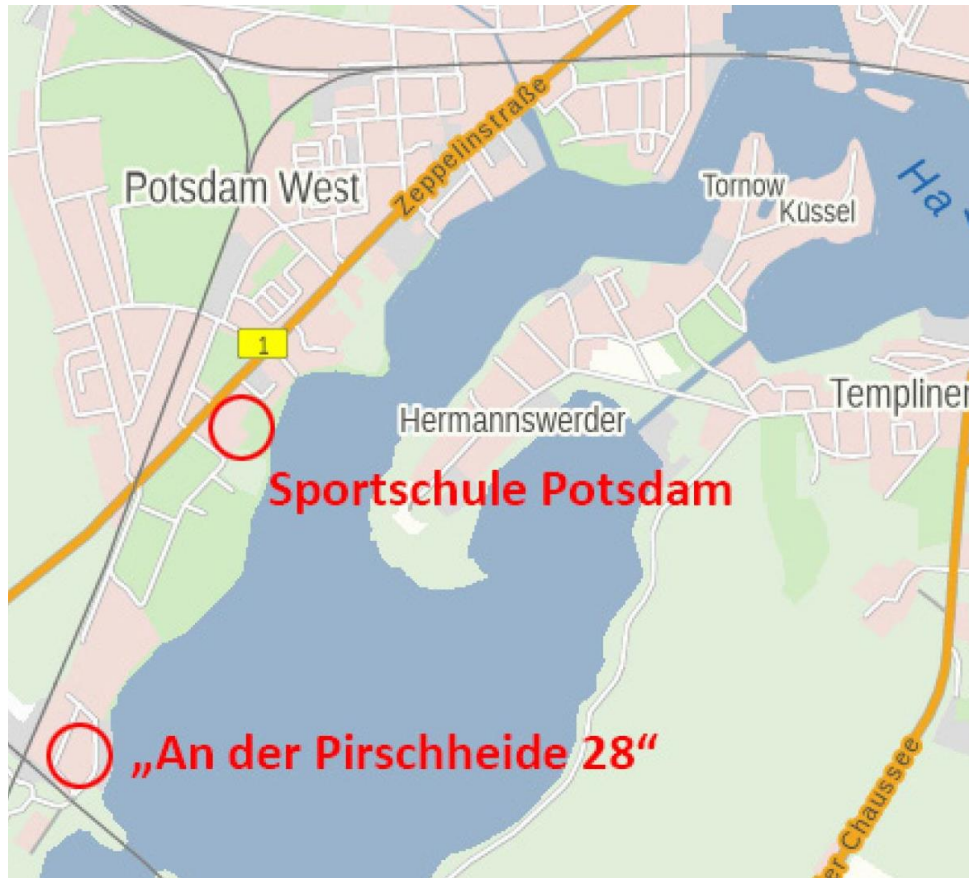 Zeppelinstraße
Potsdam West
Tornow
Küssel
Ha
1
Templiner
Hermannswerder
Sportschule Potsdam
„An der Pirschheide 28“
er Chaussee